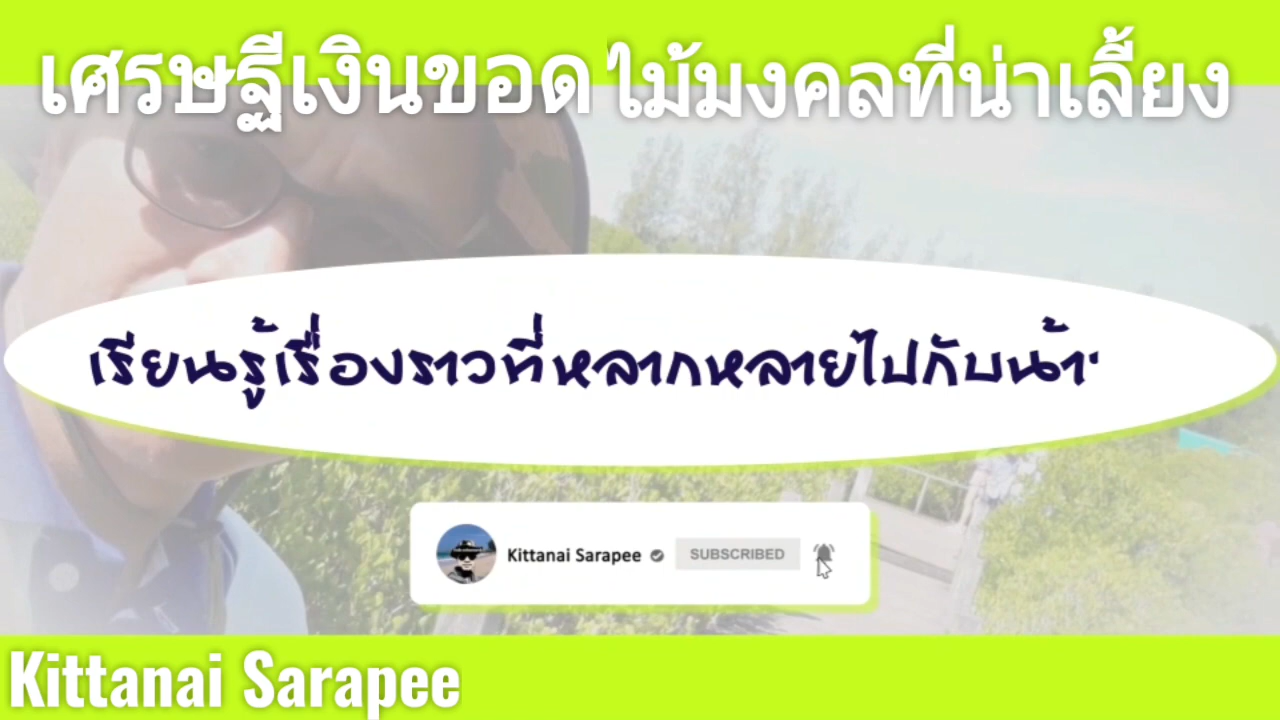 เศรษฐีเงินขอด ไม้มงคลที่น่าเลี้ยง
เรียนรู้เรื่องราวที่หลากหลายไปกับน้า
Kittanai Sarapee SUBSCRIBED
Kittanai Sarapee